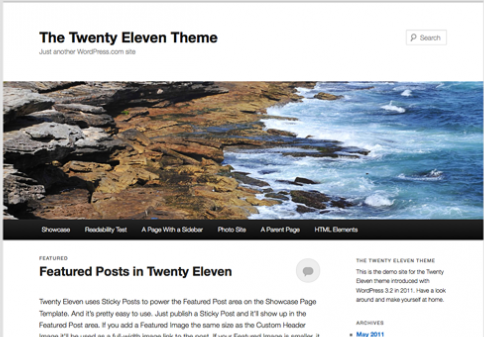 The Twenty Eleven Theme
Just another WordPress.com site
Search
Showcase Readability Test A Page With a Sidebar Photo Site A Parent Page HTML Elements
FEATURED
Featured Posts in Twenty Eleven
Twenty Eleven uses Sticky Posts to power the Featured Post area on the Showcase Page
Template. And it's pretty easy to use. Just publish a Sticky Post and it'll show up in the
Featured Post area. If you add a Featured Image the same size as the Custom Header
Image it'll be used as a full-width image link to the post. If your Featured Image is smaller, it
THE TWENTY ELEVEN THEME
This is the demo site for the Twenty
Eleven theme introduced with
WordPress 3.2 in 2011. Have a look
around and make yourself at home.
ARCHIVES
May 2011